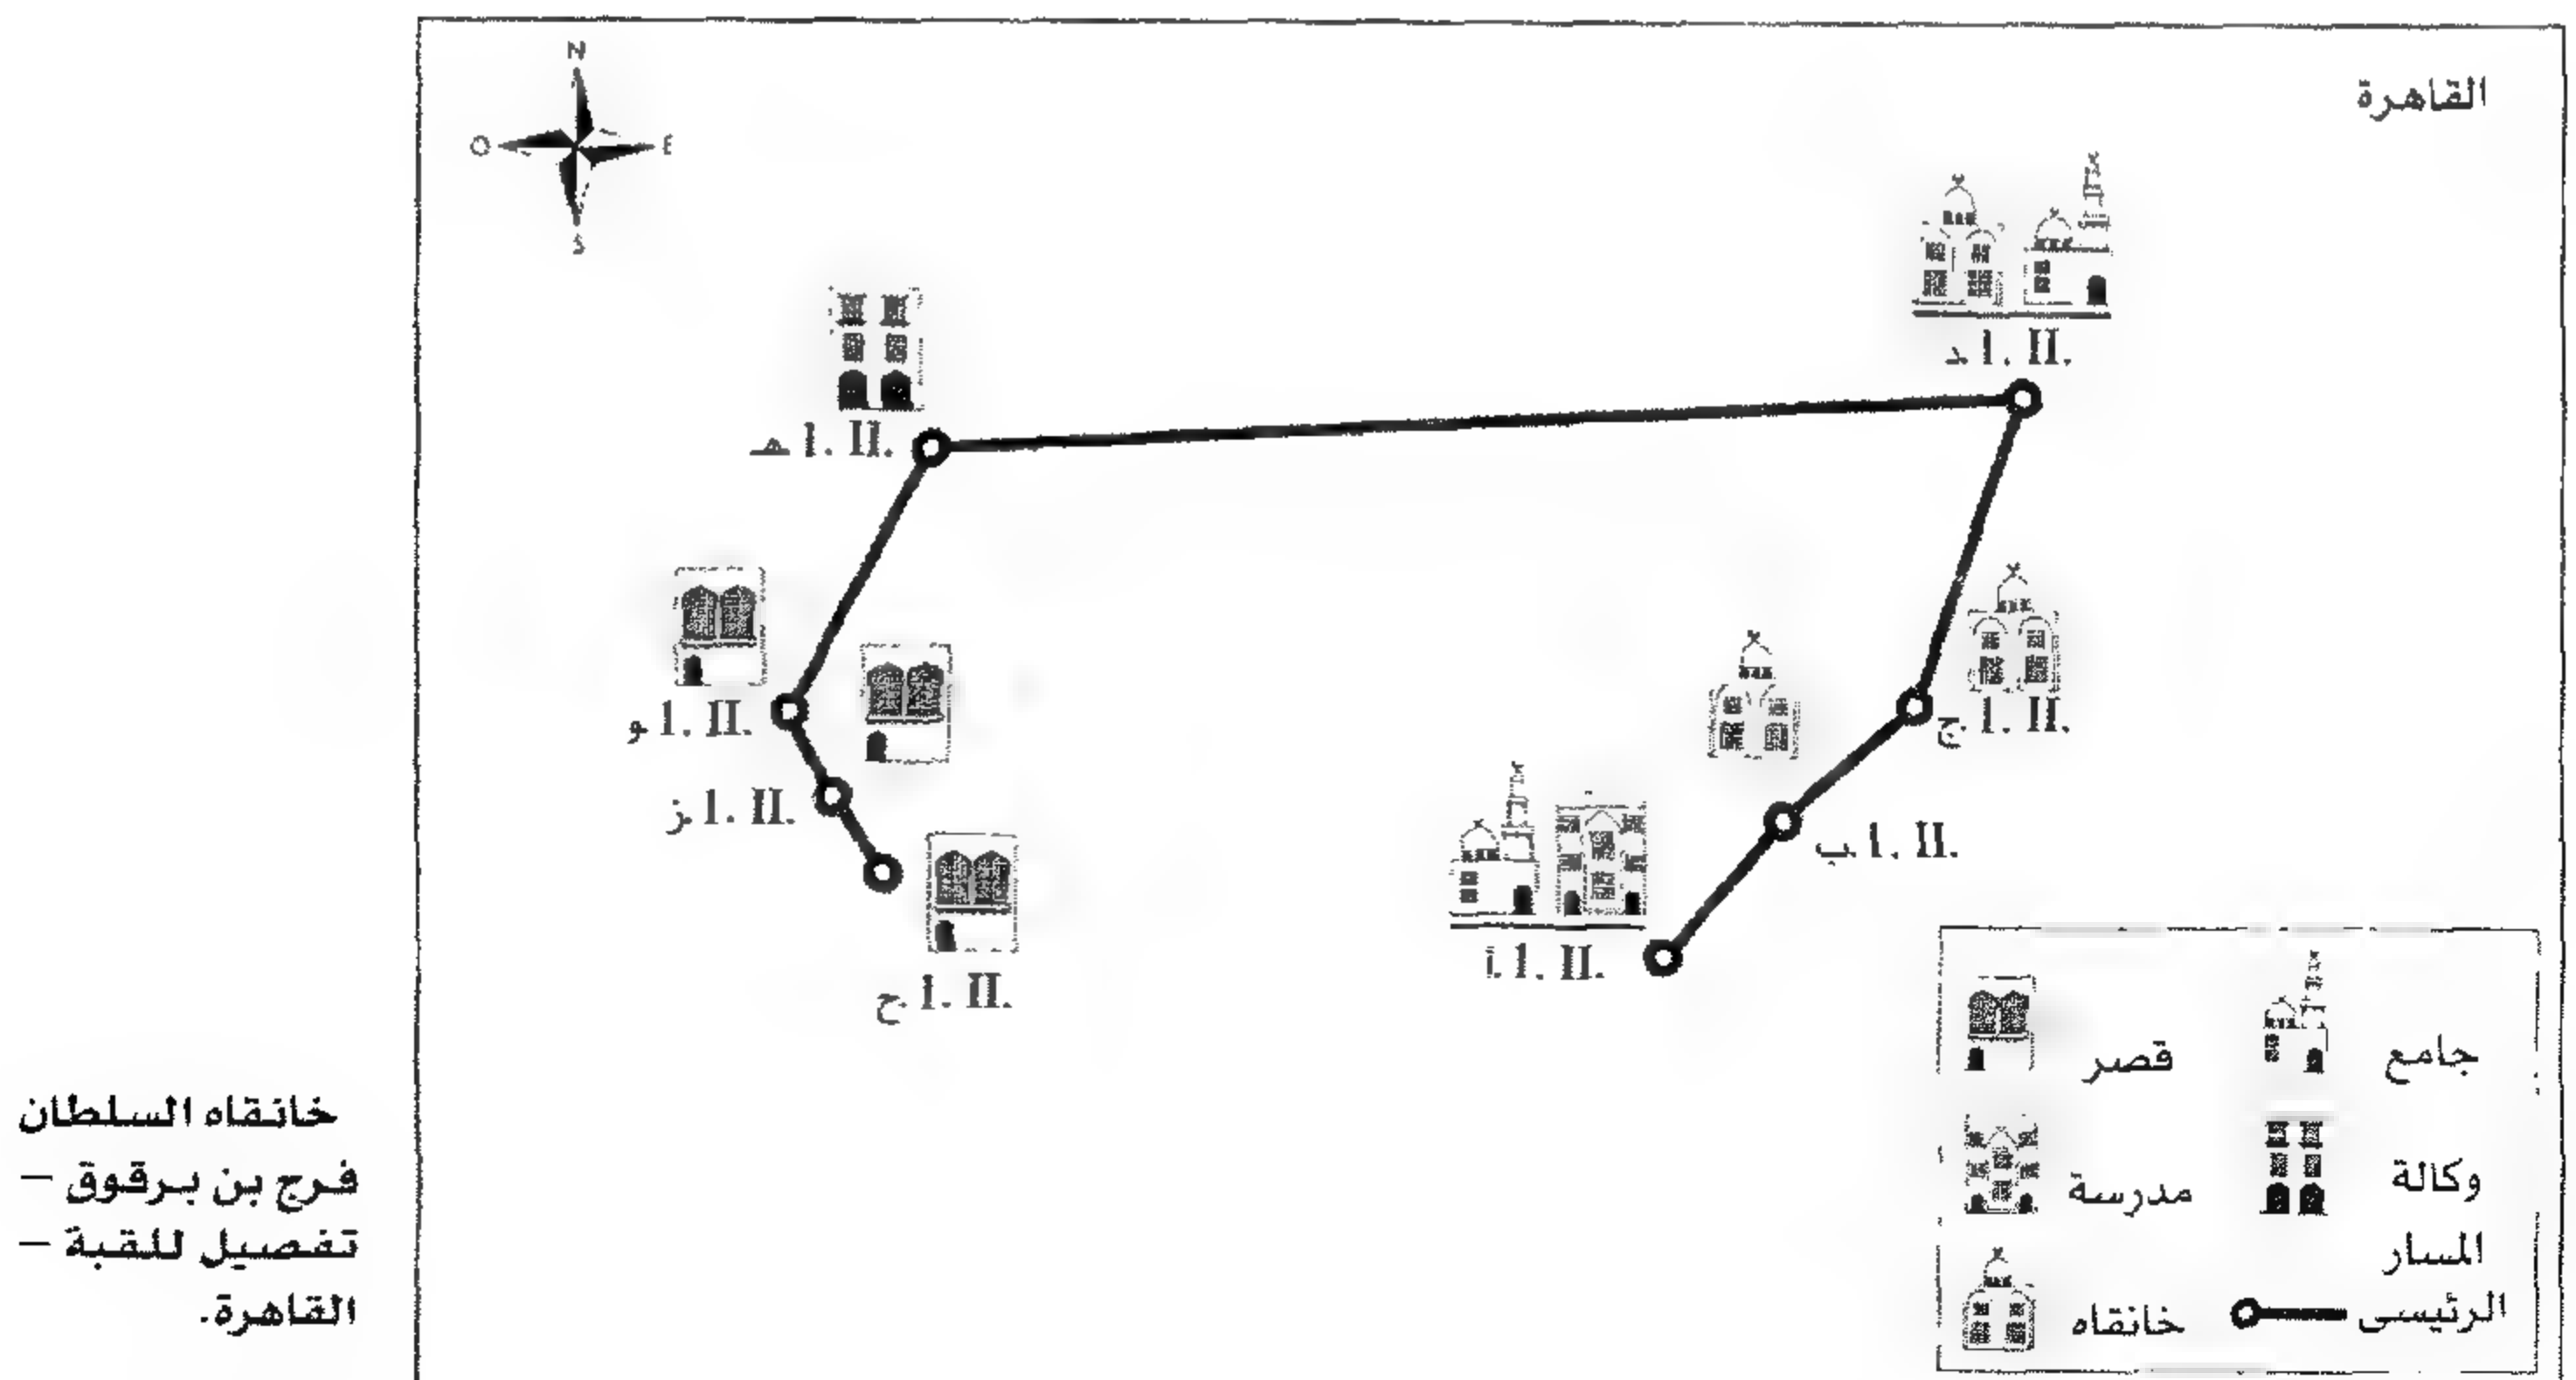 القاهرة
N
O
E
S
II. 1. د
II. 1. هـ
II. 1. و
II. 1. ج
II. 1. ز
II. 1. ب
II. 1. أ
II. 1. ح
جامع
قصر
وكالة
مدرسة
المسار
الرئيسى
خانقاه
خانقاه السلطان
فرج بن برقوق –
تفصيل للقبة –
القاهرة.